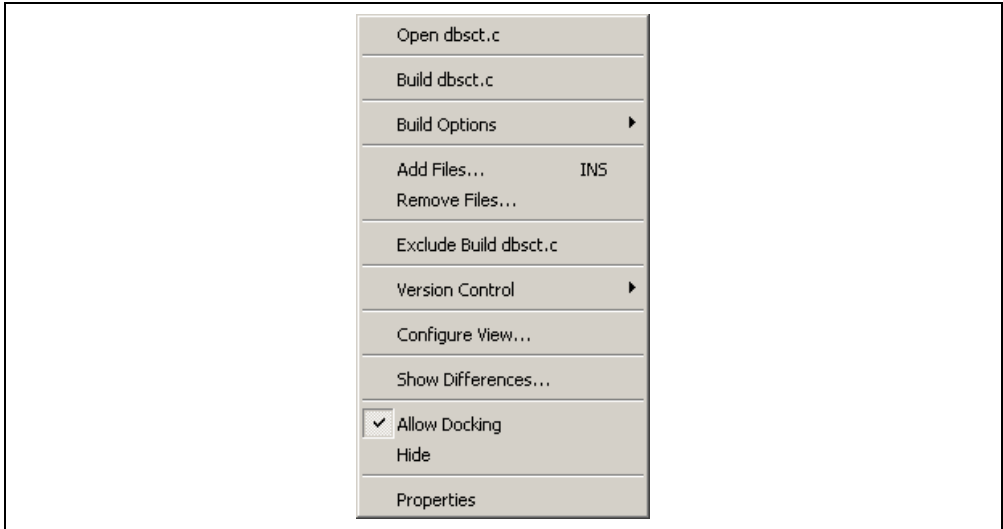 Open dbsct.c
Build dbsct.c
Build Options
Add Files... INS
Remove Files...
Exclude Build dbsct.c
Version Control
Configure View...
Show Differences...
Allow Docking
Hide
Properties